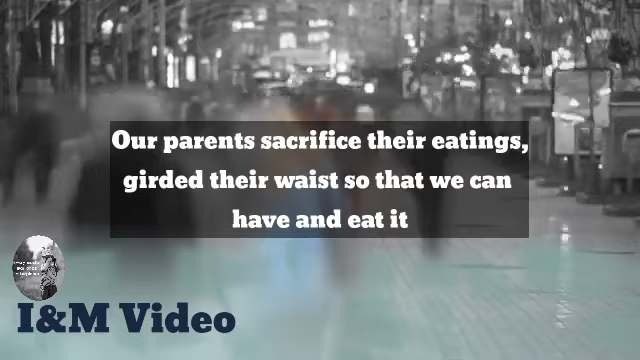 Our parents sacrifice their eatings,
girded their waist so that we can
have and eat it
I&M Video